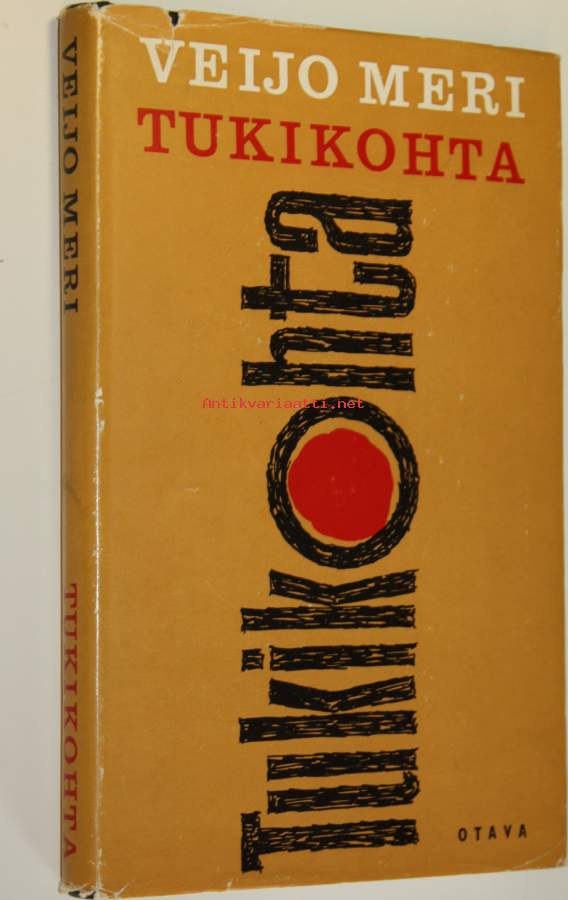 VEIJO MERI
TUKIKOHTA
Tukikohta
Antikvariaatti.net
OTAVA
VEIJO MERI
TUKIKOHTA